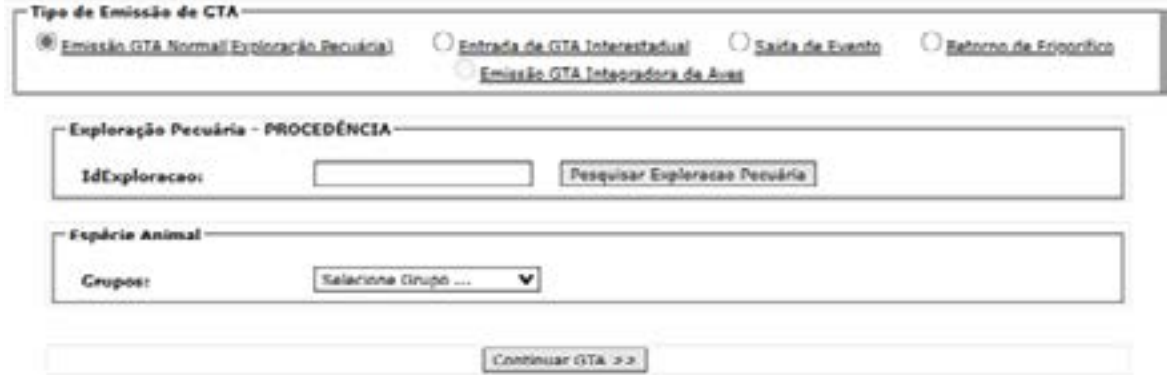 Tipo de Emissão de GTA
Emissão GTA Normal(Exploração Pecuária) Entrada de GTA Interestadual Saida de Evento Retorno de Frigorífico
Emissão GTA Integradora de Aves
Exploração Pecuária - PROCEDÊNCIA
IdExploracao: Pesquisar Exploracao Pecuária
Espécie Animal
Grupos: Selecione Grupo ...
Continuar GTA >>